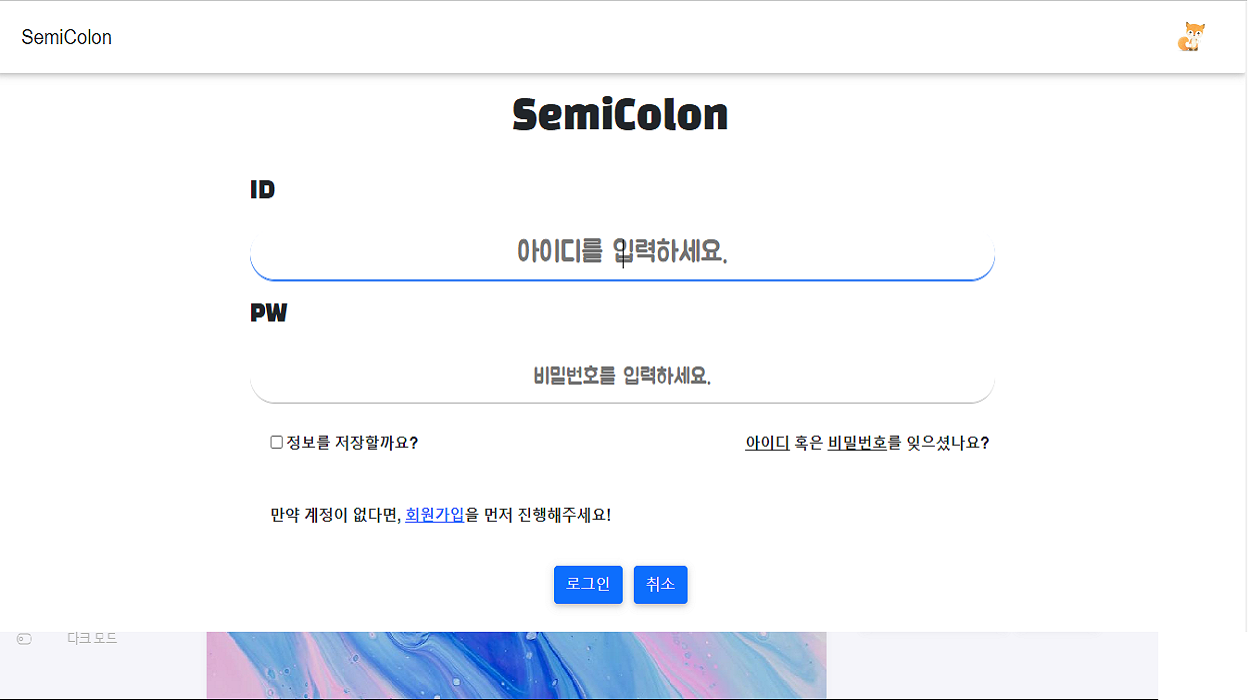 SemiColon
SemiColon
ID
아이디를 입력하세요.
PW
비밀번호를 입력하세요.
정보를 저장할까요?
아이디 혹은 비밀번호를 잊으셨나요?
만약 계정이 없다면, 회원가입을 먼저 진행해주세요!
로그인 취소
다크 모드